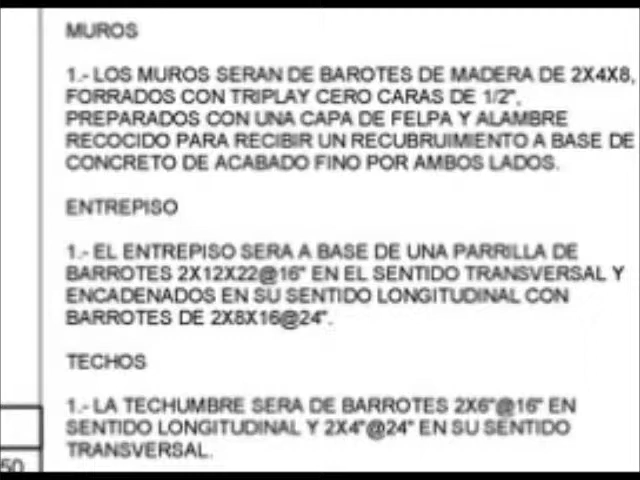 MUROS
1.- LOS MUROS SERAN DE BAROTES DE MADERA DE 2X4X8,
FORRADOS CON TRIPLAY CERO CARAS DE 1/2",
PREPARADOS CON UNA CAPA DE FELPA Y ALAMBRE
RECOCIDO PARA RECIBIR UN RECUBRUIMIENTO A BASE DE
CONCRETO DE ACABADO FINO POR AMBOS LADOS.
ENTREPISO
1.- EL ENTREPISO SERA A BASE DE UNA PARRILLA DE
BARROTES 2X12X22@16" EN EL SENTIDO TRANSVERSAL Y
ENCADENADOS EN SU SENTIDO LONGITUDINAL CON
BARROTES DE 2X8X16@24".
TECHOS
1.- LA TECHUMBRE SERA DE BARROTES 2X6"@16" EN
SENTIDO LONGITUDINAL Y 2X4"@24" EN SU SENTIDO
TRANSVERSAL.
50